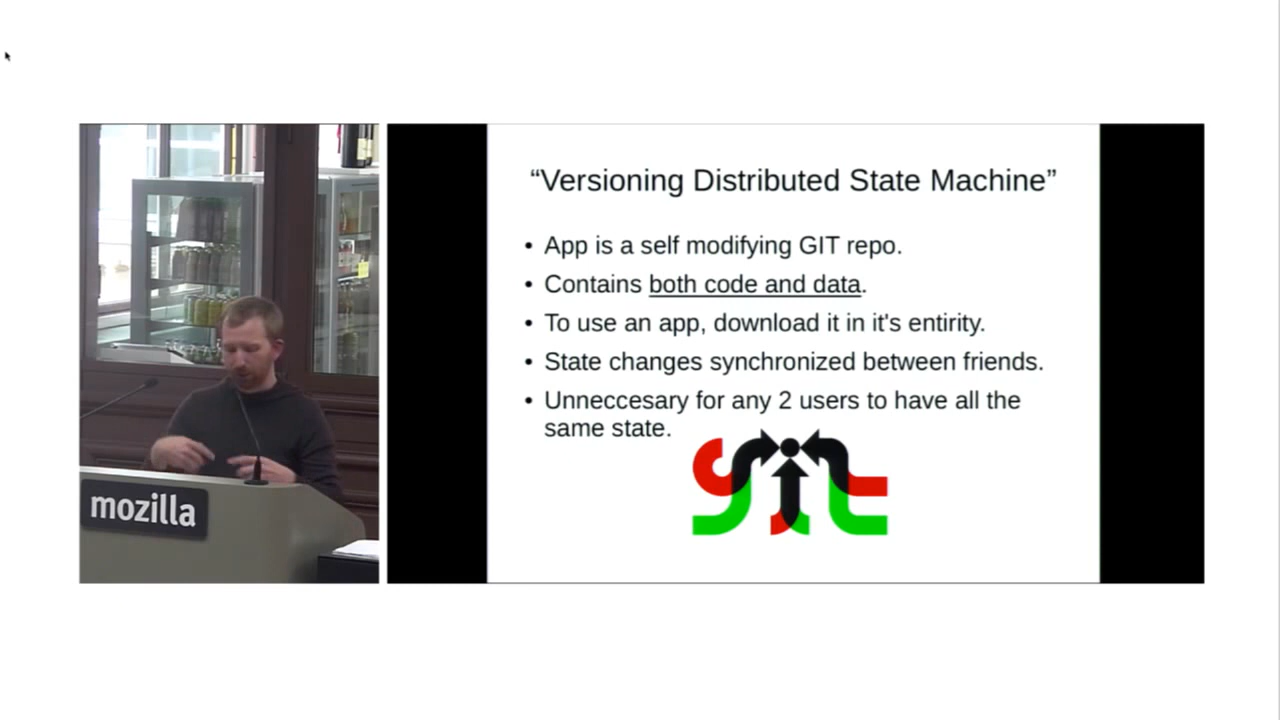 mozilla
“Versioning Distributed State Machine”
• App is a self modifying GIT repo.
• Contains both code and data.
• To use an app, download it in it's entirity.
• State changes synchronized between friends.
• Unneccesary for any 2 users to have all the
same state.
git